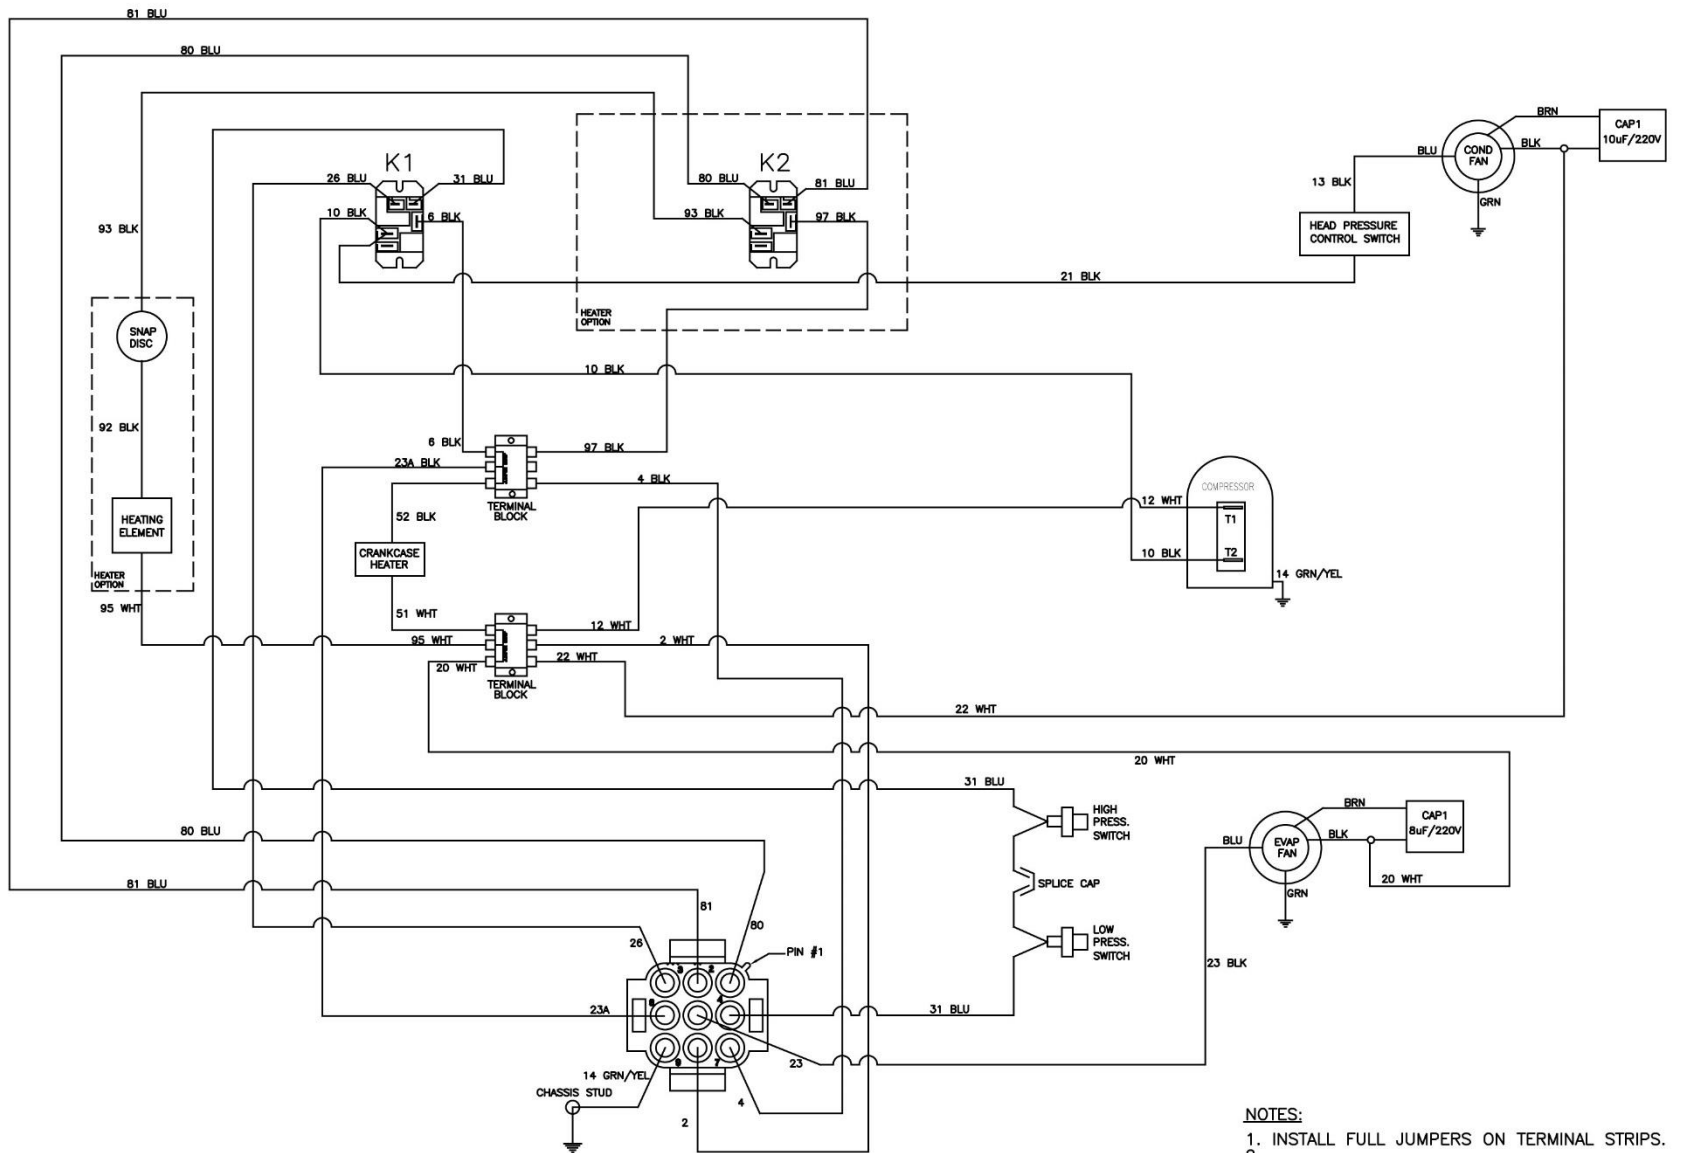 81 BLU
80 BLU
K1
K2
26 BLU
31 BLU
80 BLU
81 BLU
10 BLK
6 BLK
93 BLK
97 BLK
93 BLK
BRN
BLU
BLK
COND
FAN
CAP1
10uF/220V
13 BLK
GRN
HEAD PRESSURE
CONTROL SWITCH
21 BLK
SNAP
DISC
HEATER
OPTION
10 BLK
92 BLK
6 BLK
97 BLK
23A BLK
4 BLK
TERMINAL
BLOCK
COMPRESSOR
12 WHT
T1
HEATING
ELEMENT
52 BLK
CRANKCASE
HEATER
10 BLK
T2
14 GRN/YEL
HEATER
OPTION
95 WHT
51 WHT
12 WHT
95 WHT
2 WHT
20 WHT
22 WHT
TERMINAL
BLOCK
22 WHT
20 WHT
31 BLU
HIGH
PRESS.
SWITCH
BRN
CAP1
8uF/220V
80 BLU
BLU
BLK
EVAP
FAN
81 BLU
SPLICE CAP
20 WHT
GRN
81
80
26
LOW
PRESS.
SWITCH
PIN #1
23 BLK
3
2
4
23A
31 BLU
9
7
23
14 GRN/YEL
CHASSIS STUD
4
2
NOTES:
1. INSTALL FULL JUMPERS ON TERMINAL STRIPS.